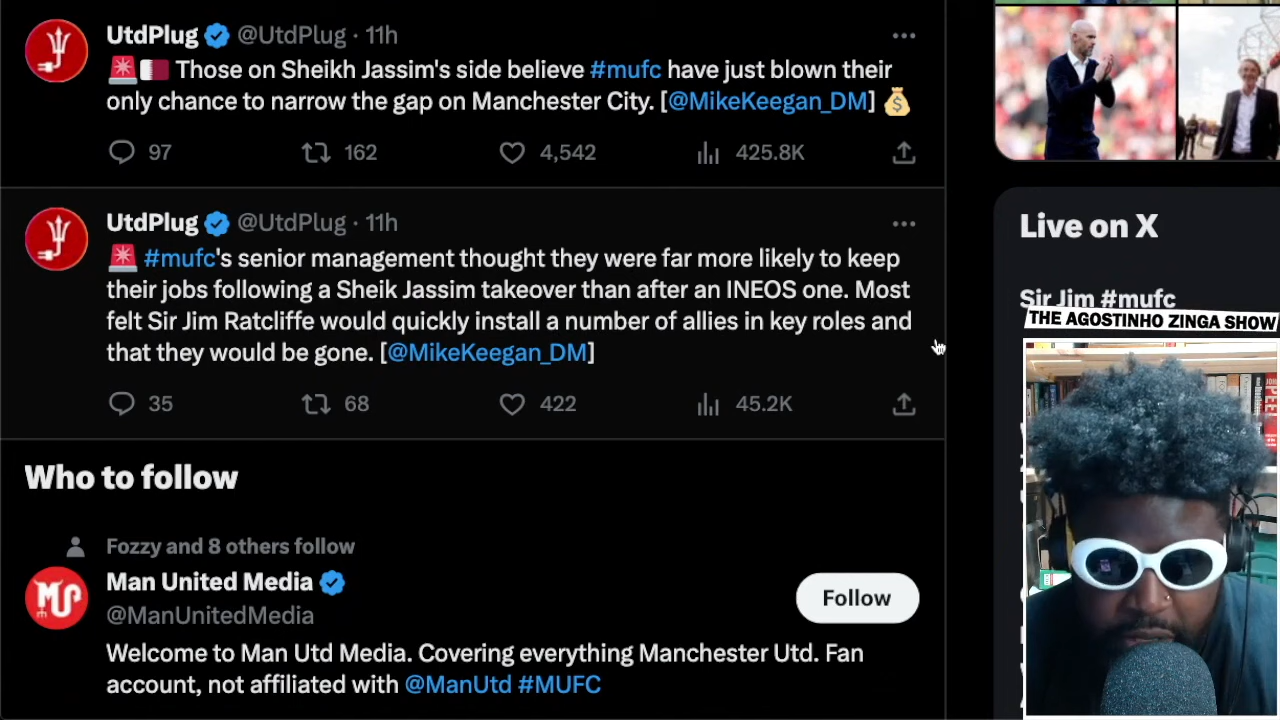 UtdPlug @UtdPlug · 11h
🚨🇶🇦 Those on Sheikh Jassim's side believe #mufc have just blown their
only chance to narrow the gap on Manchester City. [@MikeKeegan_DM] 💰
97 162 4,542 425.8K
UtdPlug @UtdPlug · 11h
🚨 #mufc's senior management thought they were far more likely to keep
their jobs following a Sheik Jassim takeover than after an INEOS one. Most
felt Sir Jim Ratcliffe would quickly install a number of allies in key roles and
that they would be gone. [@MikeKeegan_DM]
35 68 422 45.2K
Who to follow
Fozzy and 8 others follow
Man United Media
@ManUnitedMedia
Follow
Welcome to Man Utd Media. Covering everything Manchester Utd. Fan
account, not affiliated with @ManUtd #MUFC
Live on X
Sir Jim #mufc
THE AGOSTINHO ZINGA SHOW